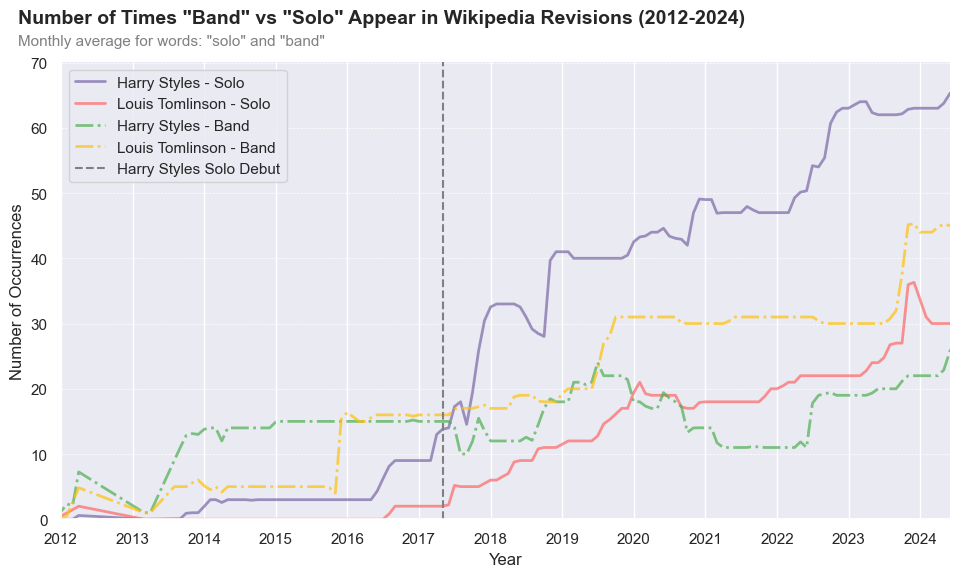 Number of Times "Band" vs "Solo" Appear in Wikipedia Revisions (2012-2024)
Monthly average for words: "solo" and "band"
70
60
50
40
30
20
10
0
Number of Occurrences
Harry Styles - Solo
Louis Tomlinson - Solo
Harry Styles - Band
Louis Tomlinson - Band
Harry Styles Solo Debut
2012 2013 2014 2015 2016 2017 2018 2019 2020 2021 2022 2023 2024
Year